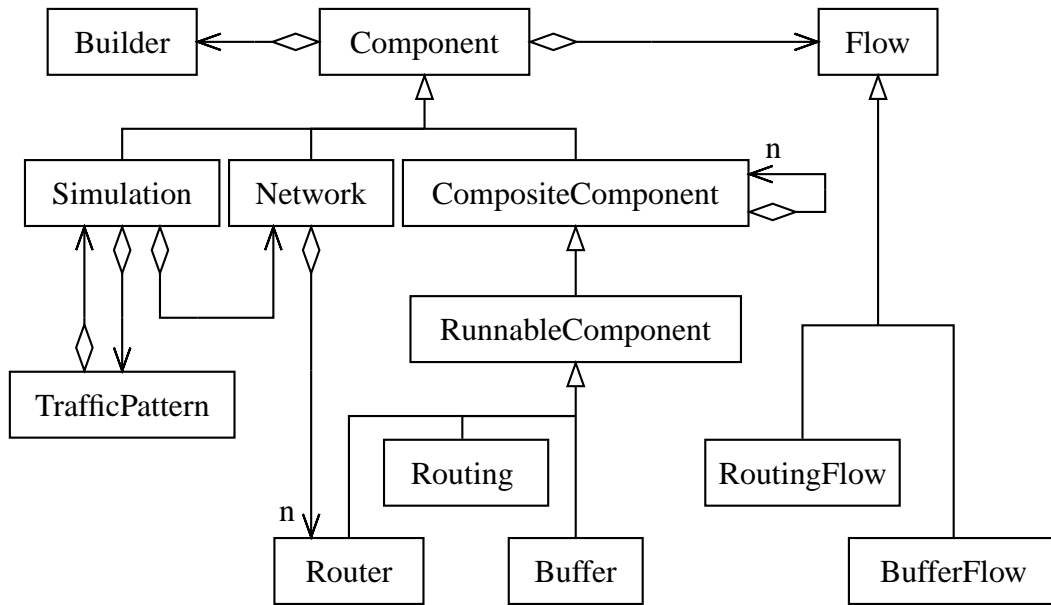 Builder
Component
Flow
n
Simulation
Network
CompositeComponent
RunnableComponent
TrafficPattern
Routing
RoutingFlow
n
Router
Buffer
BufferFlow